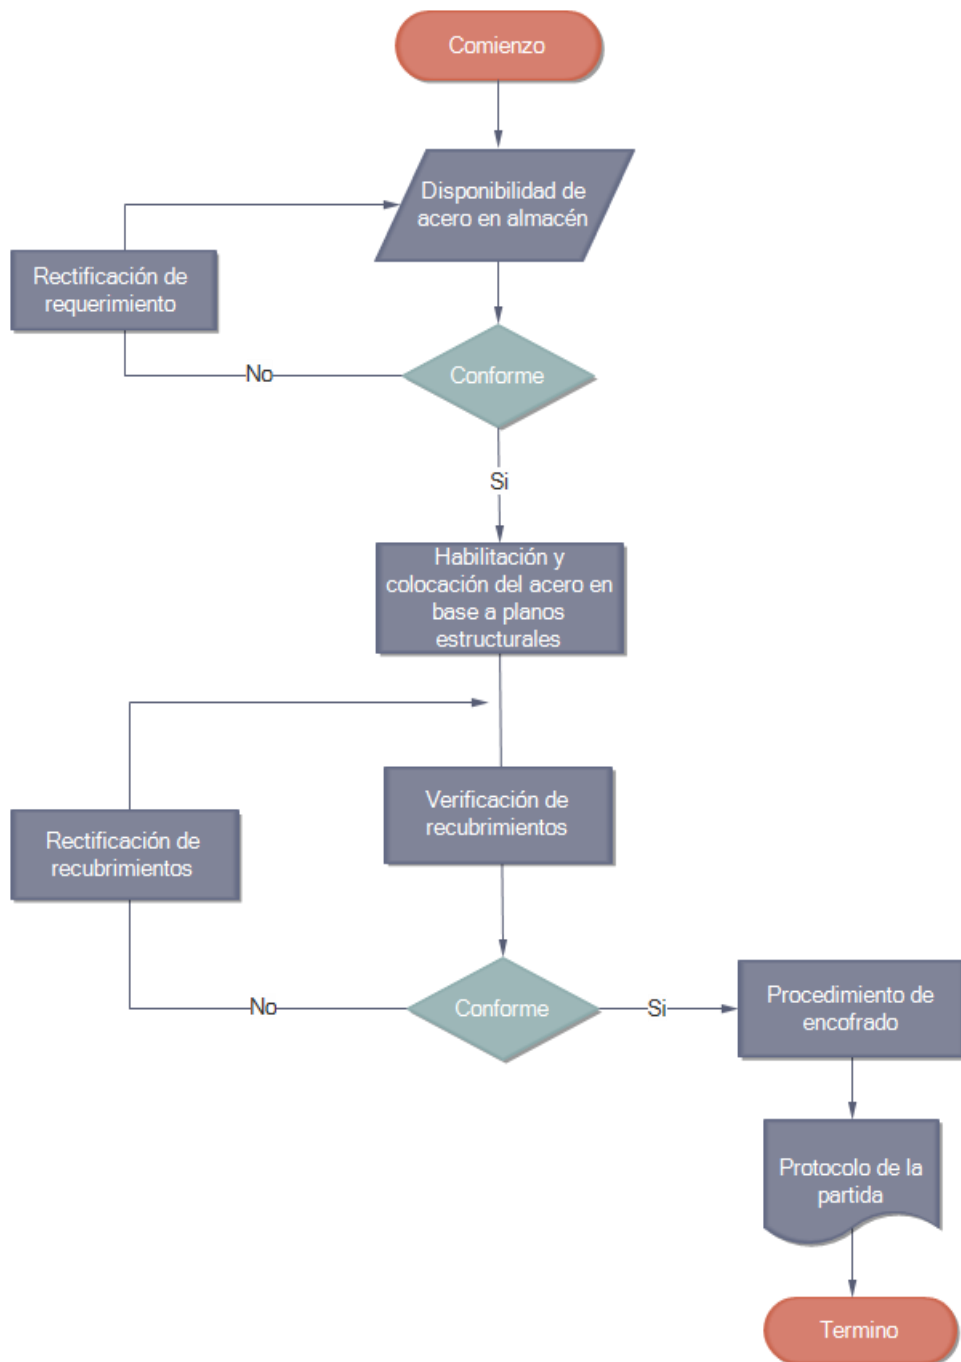 Comienzo
Disponibilidad de
acero en almacén
Rectificación de
requerimiento
No
Conforme
Si
Habilitación y
colocación del acero en
base a planos
estructurales
Verificación de
recubrimientos
Rectificación de
recubrimientos
No
Conforme
Si
Procedimiento de
encofrado
Protocolo de la
partida
Termino